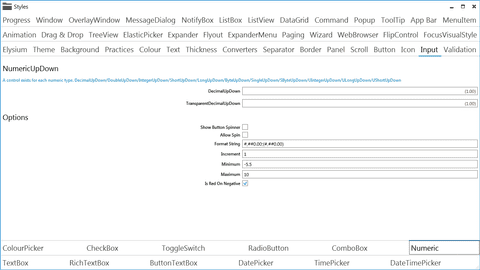 Styles
Progress Window OverlayWindow MessageDialog NotifyBox ListBox ListView DataGrid Command Popup ToolTip App Bar MenuItem
Animation Drag & Drop TreeView ElasticPicker Expander Flyout ExpanderMenu Paging Wizard WebBrowser FlipControl FocusVisualStyle
Elysium Theme Background Practices Colour Text Thickness Converters Separator Border Panel Scroll Button Icon Input Validation
NumericUpDown
A control exists for each numeric type. DecimalUpDown/DoubleUpDown/IntegerUpDown/ShortUpDown/LongUpDown/ByteUpDown/SingleUpDown/SByteUpDown/UIntegerUpDown/ULongUpDown/UShortUpDown
DecimalUpDown (1.00)
TransparentDecimalUpDown (1.00)
Options
Show Button Spinner
Allow Spin
Format String #,##0.00;(#,##0.00)
Increment 1
Minimum -5.5
Maximum 10
Is Red On Negative
ColourPicker CheckBox ToggleSwitch RadioButton ComboBox Numeric
TextBox RichTextBox ButtonTextBox DatePicker TimePicker DateTimePicker